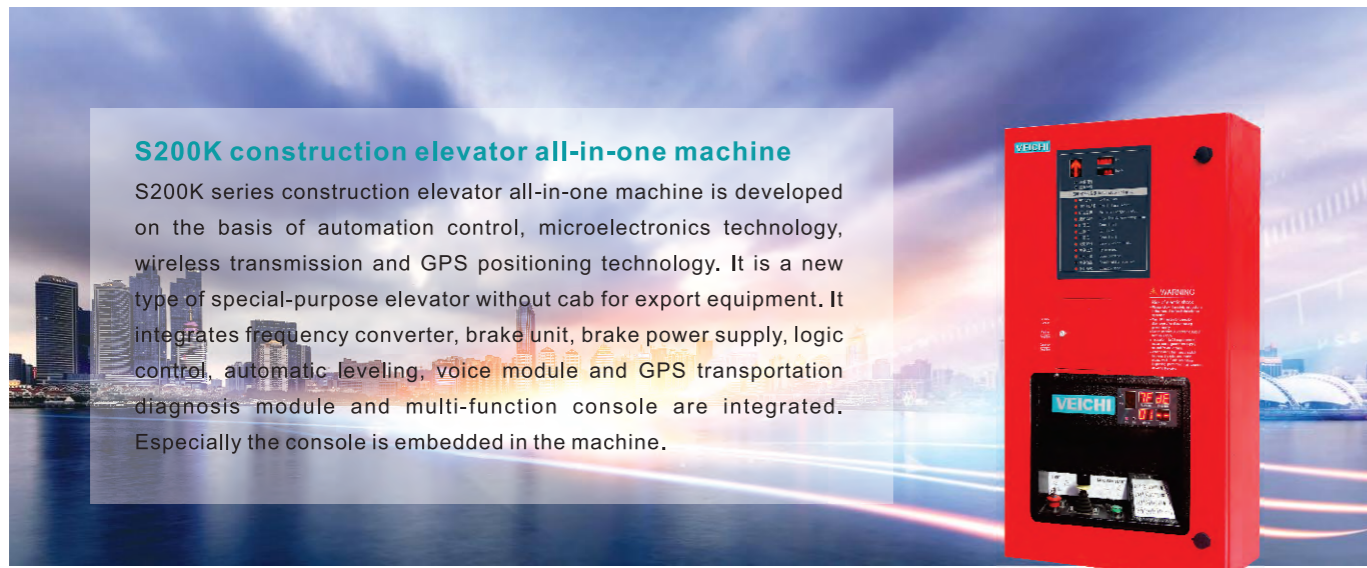 S200K construction elevator all-in-one machine
S200K series construction elevator all-in-one machine is developed
on the basis of automation control, microelectronics technology,
wireless transmission and GPS positioning technology. It is a new
type of special-purpose elevator without cab for export equipment. It
integrates frequency converter, brake unit, brake power supply, logic
control, automatic leveling, voice module and GPS transportation
diagnosis module and multi-function console are integrated.
Especially the console is embedded in the machine.
VEICHI
WARNING
VEICHI